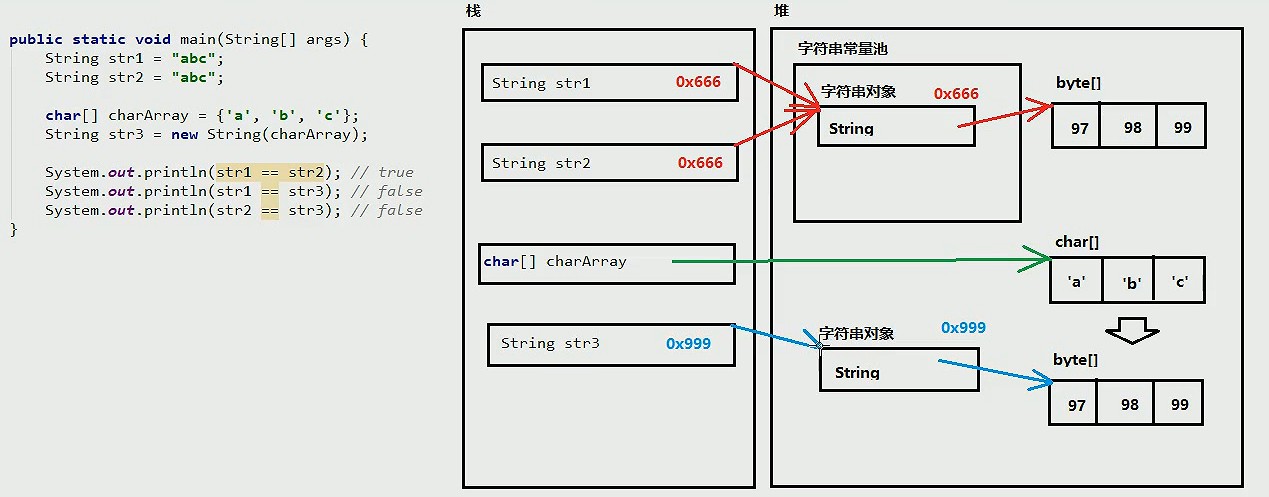 public static void main(String[] args) {
String str1 = "abc";
String str2 = "abc";
char[] charArray = {'a', 'b', 'c'};
String str3 = new String(charArray);
System.out.println(str1 == str2); // true
System.out.println(str1 == str3); // false
System.out.println(str2 == str3); // false
}
栈
String str1 0x666
String str2 0x666
char[] charArray
String str3 0x999
堆
字符串常量池
字符串对象 0x666
String
byte[]
97 98 99
char[]
'a' 'b' 'c'
字符串对象 0x999
String
byte[]
97 98 99